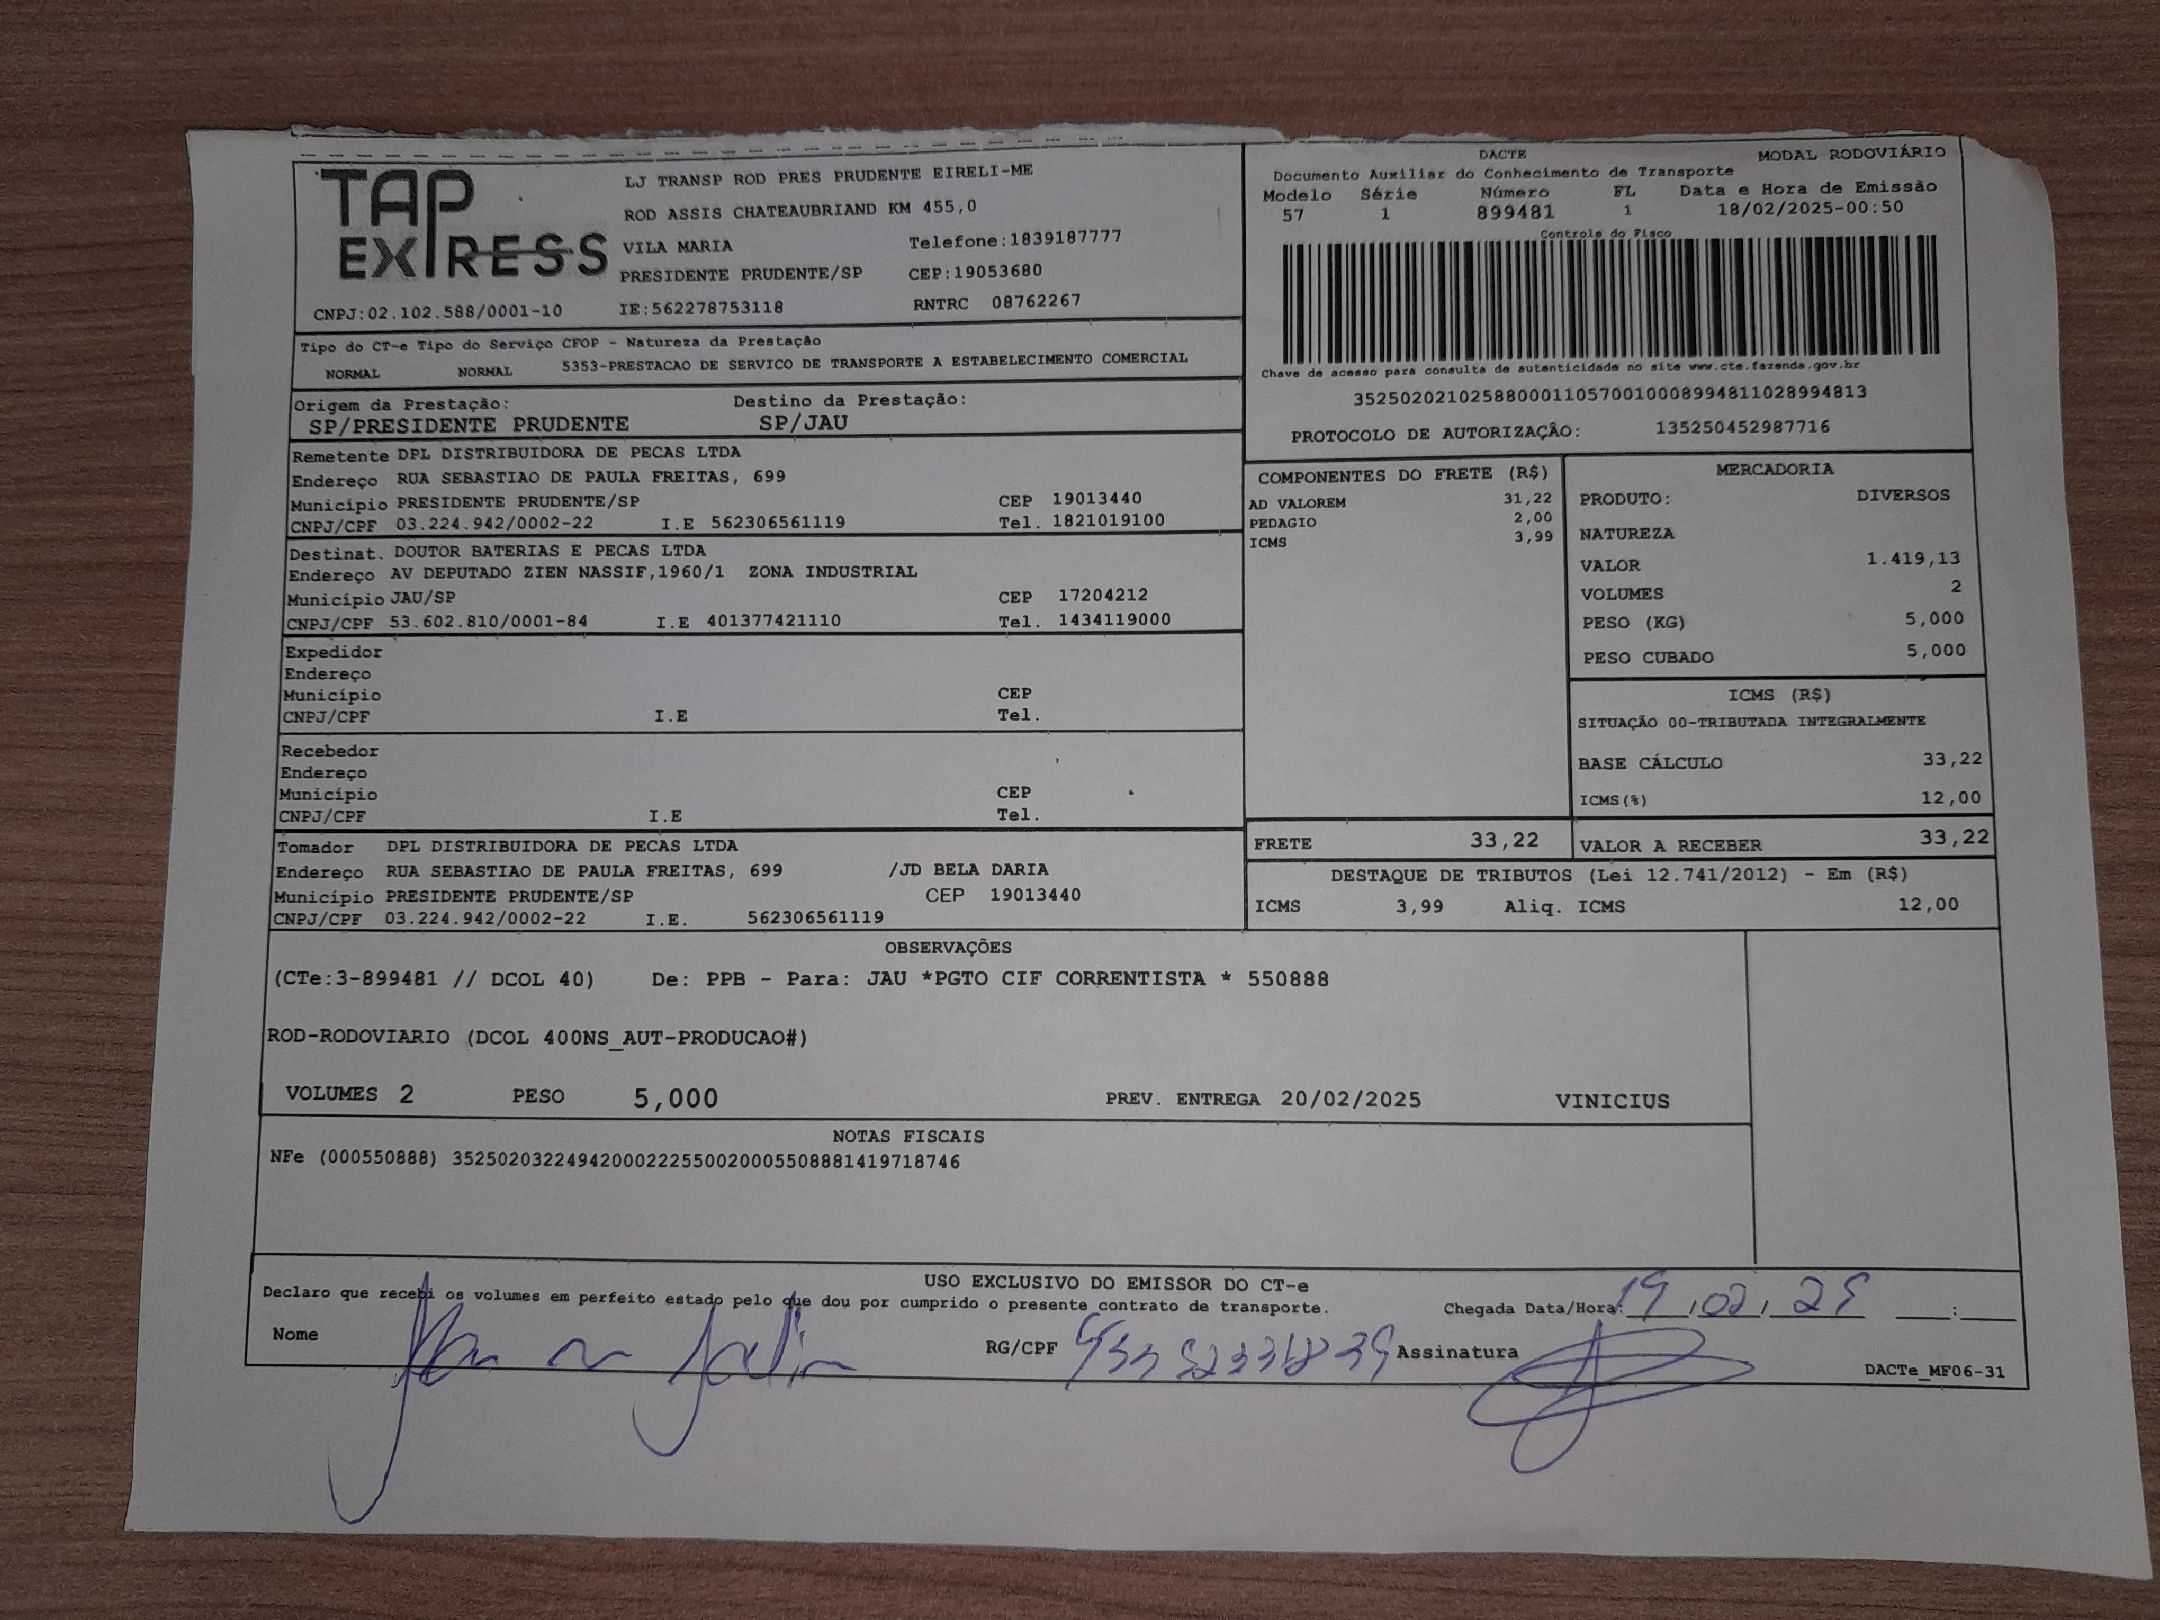 TAP EXPRESS
LJ TRANSP ROD PRES PRUDENTE EIRELI-ME
ROD ASSIS CHATEAUBRIAND KM 455,0
VILA MARIA Telefone:1839187777
PRESIDENTE PRUDENTE/SP CEP:19053680
CNPJ:02.102.588/0001-10 IE:562278753118 RNTRC 08762267
DACTE MODAL RODOVIÁRIO
Documento Auxiliar do Conhecimento de Transporte
Modelo Série Número FL Data e Hora de Emissão
57 1 899481 1 18/02/2025-00:50
Controle do Fisco
Chave de acesso para consulta de autenticidade no site www.cte.fazenda.gov.br
35250202102588000110570010008994811028994813
PROTOCOLO DE AUTORIZAÇÂO: 135250452987716
Tipo do CT-e Tipo do Serviço CFOP - Natureza da Prestação
NORMAL NORMAL 5353-PRESTACAO DE SERVICO DE TRANSPORTE A ESTABELECIMENTO COMERCIAL
Origem da Prestação: Destino da Prestação:
SP/PRESIDENTE PRUDENTE SP/JAU
Remetente DPL DISTRIBUIDORA DE PECAS LTDA
Endereço RUA SEBASTIAO DE PAULA FREITAS, 699
Município PRESIDENTE PRUDENTE/SP CEP 19013440
CNPJ/CPF 03.224.942/0002-22 I.E 562306561119 Tel. 1821019100
Destinat. DOUTOR BATERIAS E PECAS LTDA
Endereço AV DEPUTADO ZIEN NASSIF,1960/1 ZONA INDUSTRIAL
Município JAU/SP CEP 17204212
CNPJ/CPF 53.602.810/0001-84 I.E 401377421110 Tel. 1434119000
Expedidor
Endereço
Município CEP
CNPJ/CPF I.E Tel.
Recebedor
Endereço
Município CEP
CNPJ/CPF I.E Tel.
Tomador DPL DISTRIBUIDORA DE PECAS LTDA
Endereço RUA SEBASTIAO DE PAULA FREITAS, 699 /JD BELA DARIA
Município PRESIDENTE PRUDENTE/SP CEP 19013440
CNPJ/CPF 03.224.942/0002-22 I.E. 562306561119
COMPONENTES DO FRETE (R$)
AD VALOREM 31,22
PEDAGIO 2,00
ICMS 3,99
MERCADORIA
PRODUTO: DIVERSOS
NATUREZA
VALOR 1.419,13
VOLUMES 2
PESO (KG) 5,000
PESO CUBADO 5,000
ICMS (R$)
SITUAÇÃO 00-TRIBUTADA INTEGRALMENTE
BASE CÁLCULO 33,22
ICMS(%) 12,00
FRETE 33,22 VALOR A RECEBER 33,22
DESTAQUE DE TRIBUTOS (Lei 12.741/2012) - Em (R$)
ICMS 3,99 Aliq. ICMS 12,00
OBSERVAÇÕES
(CTe:3-899481 // DCOL 40) De: PPB - Para: JAU *PGTO CIF CORRENTISTA * 550888
ROD-RODOVIARIO (DCOL 400NS_AUT-PRODUCAO#)
VOLUMES 2 PESO 5,000 PREV. ENTREGA 20/02/2025 VINICIUS
NOTAS FISCAIS
NFe (000550888) 35250203224942000222550020005508881419718746
USO EXCLUSIVO DO EMISSOR DO CT-e
Declaro que recebi os volumes em perfeito estado pelo que dou por cumprido o presente contrato de transporte. Chegada Data/Hora: 19 02 25 :
Nome RG/CPF Assinatura
DACTe_MF06-31